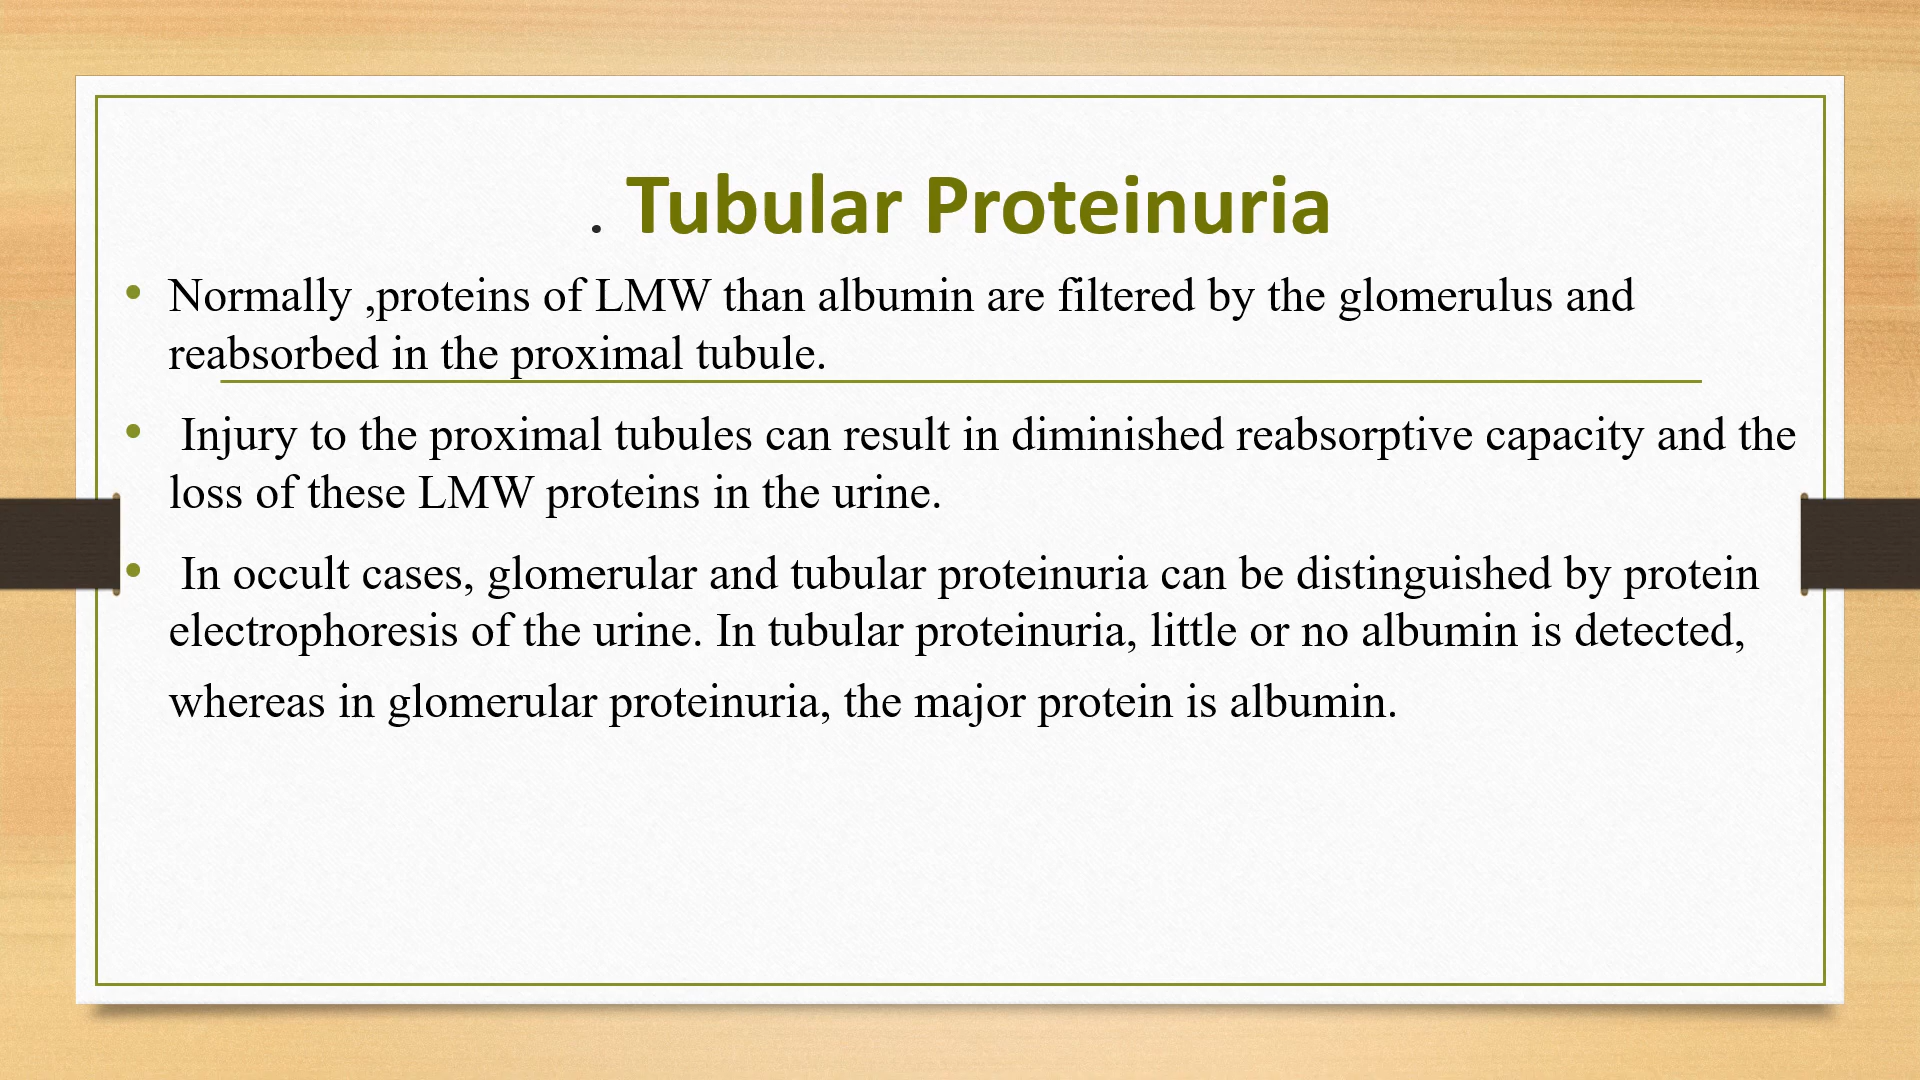 . Tubular Proteinuria
• Normally ,proteins of LMW than albumin are filtered by the glomerulus and
reabsorbed in the proximal tubule.
• Injury to the proximal tubules can result in diminished reabsorptive capacity and the
loss of these LMW proteins in the urine.
• In occult cases, glomerular and tubular proteinuria can be distinguished by protein
electrophoresis of the urine. In tubular proteinuria, little or no albumin is detected,
whereas in glomerular proteinuria, the major protein is albumin.